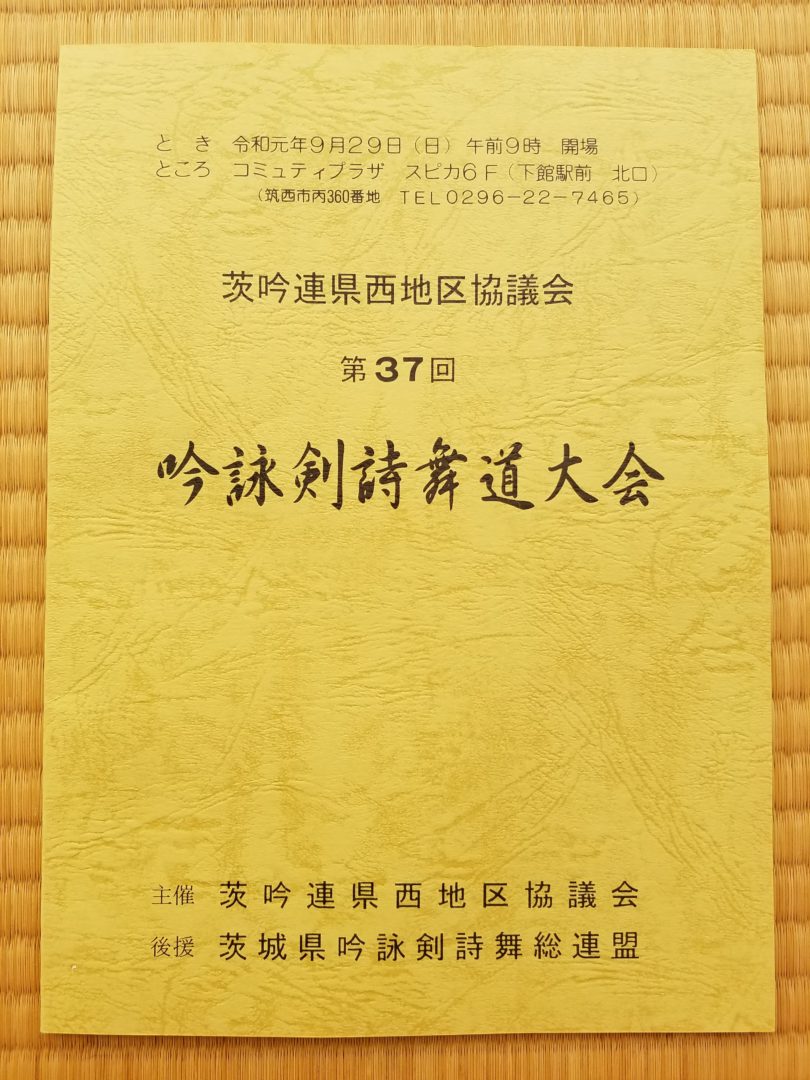 とき 令和元年9月29日（日）午前9時 開場
ところ コミュティプラザ スピカ6F（下館駅前 北口）
（筑西市丙360番地 TEL0296-22-7465）
茨吟連県西地区協議会
第37回
吟詠剣詩舞道大会
主催 茨吟連県西地区協議会
後援 茨城県吟詠剣詩舞総連盟